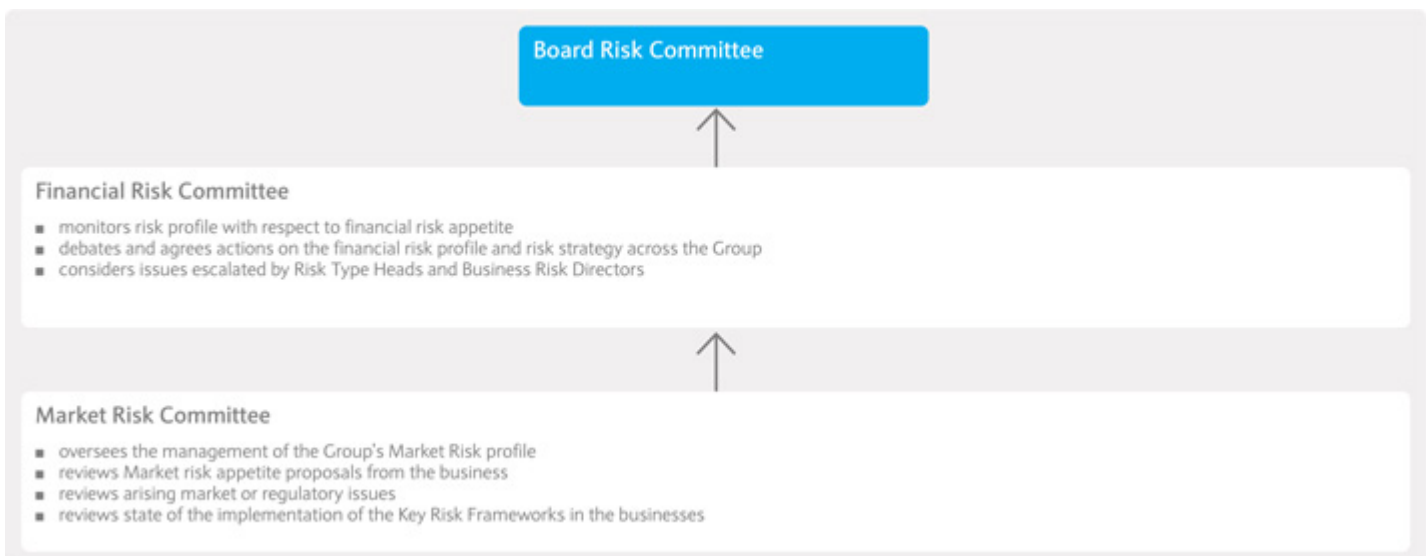 Board Risk Committee
Financial Risk Committee
▪ monitors risk profile with respect to financial risk appetite
▪ debates and agrees actions on the financial risk profile and risk strategy across the Group
▪ considers issues escalated by Risk Type Heads and Business Risk Directors
Market Risk Committee
▪ oversees the management of the Group's Market Risk profile
▪ reviews Market risk appetite proposals from the business
▪ reviews arising market or regulatory issues
▪ reviews state of the implementation of the Key Risk Frameworks in the businesses